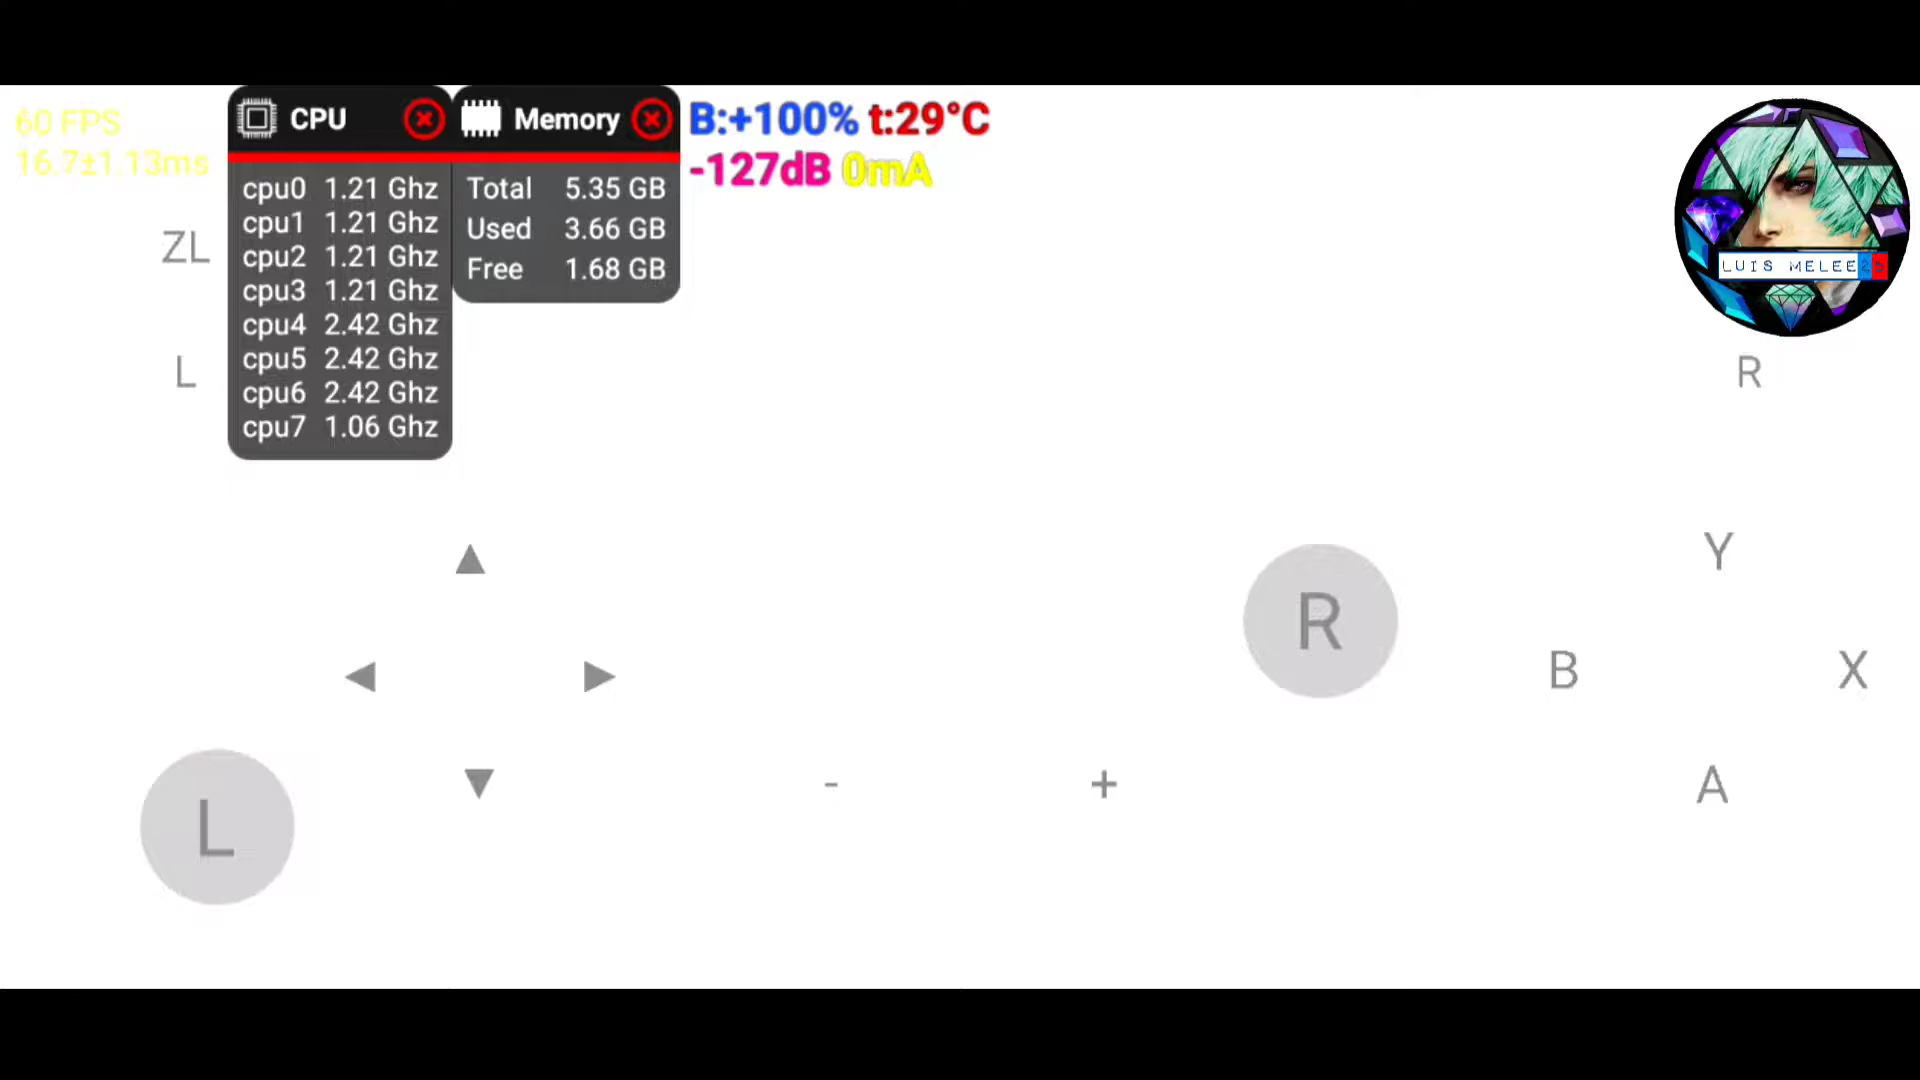 60 FPS
16.7±1.13ms
CPU
cpu0 1.21 Ghz
cpu1 1.21 Ghz
cpu2 1.21 Ghz
cpu3 1.21 Ghz
cpu4 2.42 Ghz
cpu5 2.42 Ghz
cpu6 2.42 Ghz
cpu7 1.06 Ghz
Memory
Total 5.35 GB
Used 3.66 GB
Free 1.68 GB
B:+100% t:29°C
-127dB 0mA
LUIS MELEE25
ZL
L
R
Y
R
B X
- +
A
L